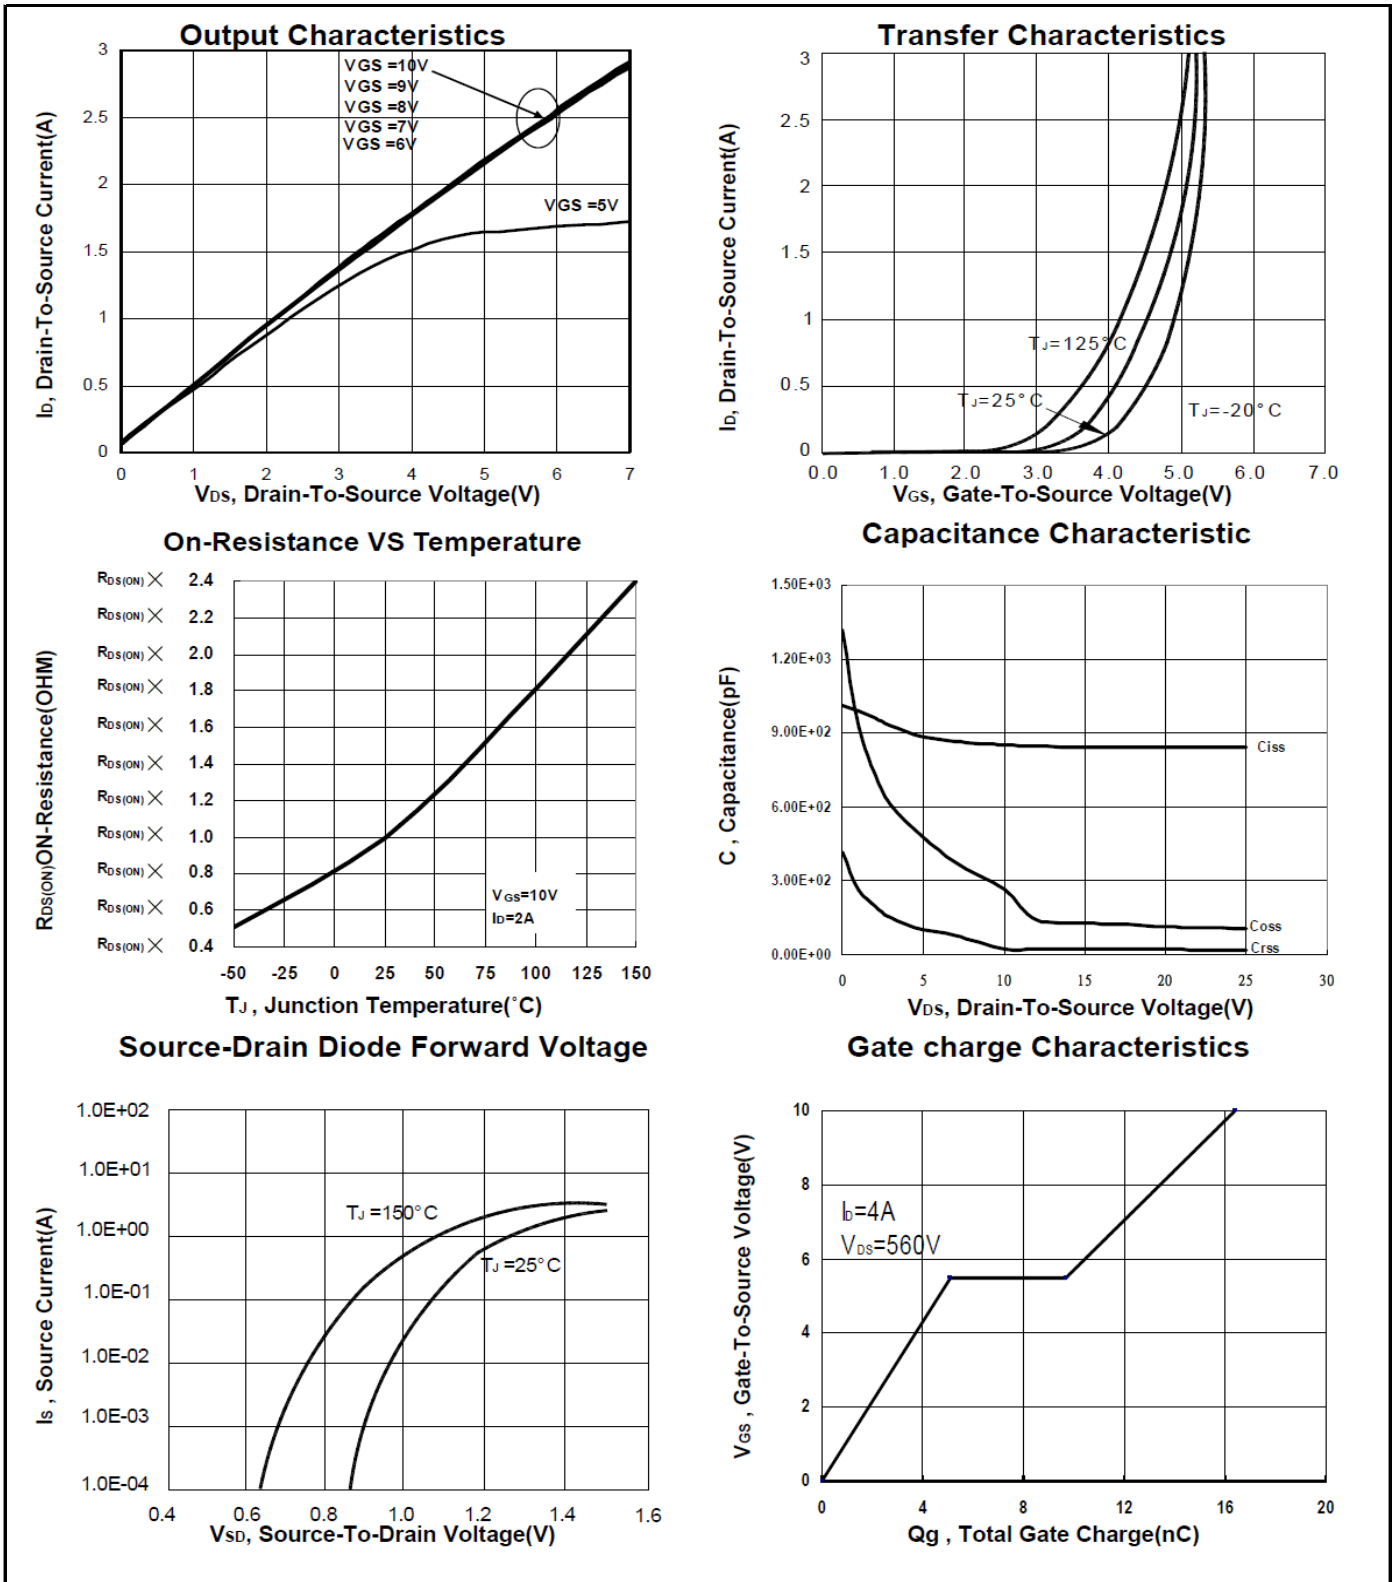 Output Characteristics
3
2.5
2
1.5
1
0.5
0
VGS =10V
VGS =9V
VGS =8V
VGS =7V
VGS =6V
VGS =5V
0 1 2 3 4 5 6 7
ID, Drain-To-Source Current(A)
VDS, Drain-To-Source Voltage(V)
Transfer Characteristics
3
2.5
2
1.5
1
0.5
0
TJ=125°C
TJ=25°C
TJ=-20°C
0.0 1.0 2.0 3.0 4.0 5.0 6.0 7.0
ID, Drain-To-Source Current(A)
VGS, Gate-To-Source Voltage(V)
On-Resistance VS Temperature
RDS(ON) × 2.4
RDS(ON) × 2.2
RDS(ON) × 2.0
RDS(ON) × 1.8
RDS(ON) × 1.6
RDS(ON) × 1.4
RDS(ON) × 1.2
RDS(ON) × 1.0
RDS(ON) × 0.8
RDS(ON) × 0.6
RDS(ON) × 0.4
VGS=10V
ID=2A
-50 -25 0 25 50 75 100 125 150
RDS(ON)ON-Resistance(OHM)
TJ , Junction Temperature(°C)
Capacitance Characteristic
1.50E+03
1.20E+03
9.00E+02
6.00E+02
3.00E+02
0.00E+00
Ciss
Coss
Crss
0 5 10 15 20 25 30
C , Capacitance(pF)
VDS, Drain-To-Source Voltage(V)
Source-Drain Diode Forward Voltage
1.0E+02
1.0E+01
1.0E+00
1.0E-01
1.0E-02
1.0E-03
1.0E-04
TJ =150°C
TJ =25°C
0.4 0.6 0.8 1.0 1.2 1.4 1.6
Is , Source Current(A)
VSD, Source-To-Drain Voltage(V)
Gate charge Characteristics
10
8
6
4
2
0
ID=4A
VDS=560V
0 4 8 12 16 20
VGS , Gate-To-Source Voltage(V)
Qg , Total Gate Charge(nC)